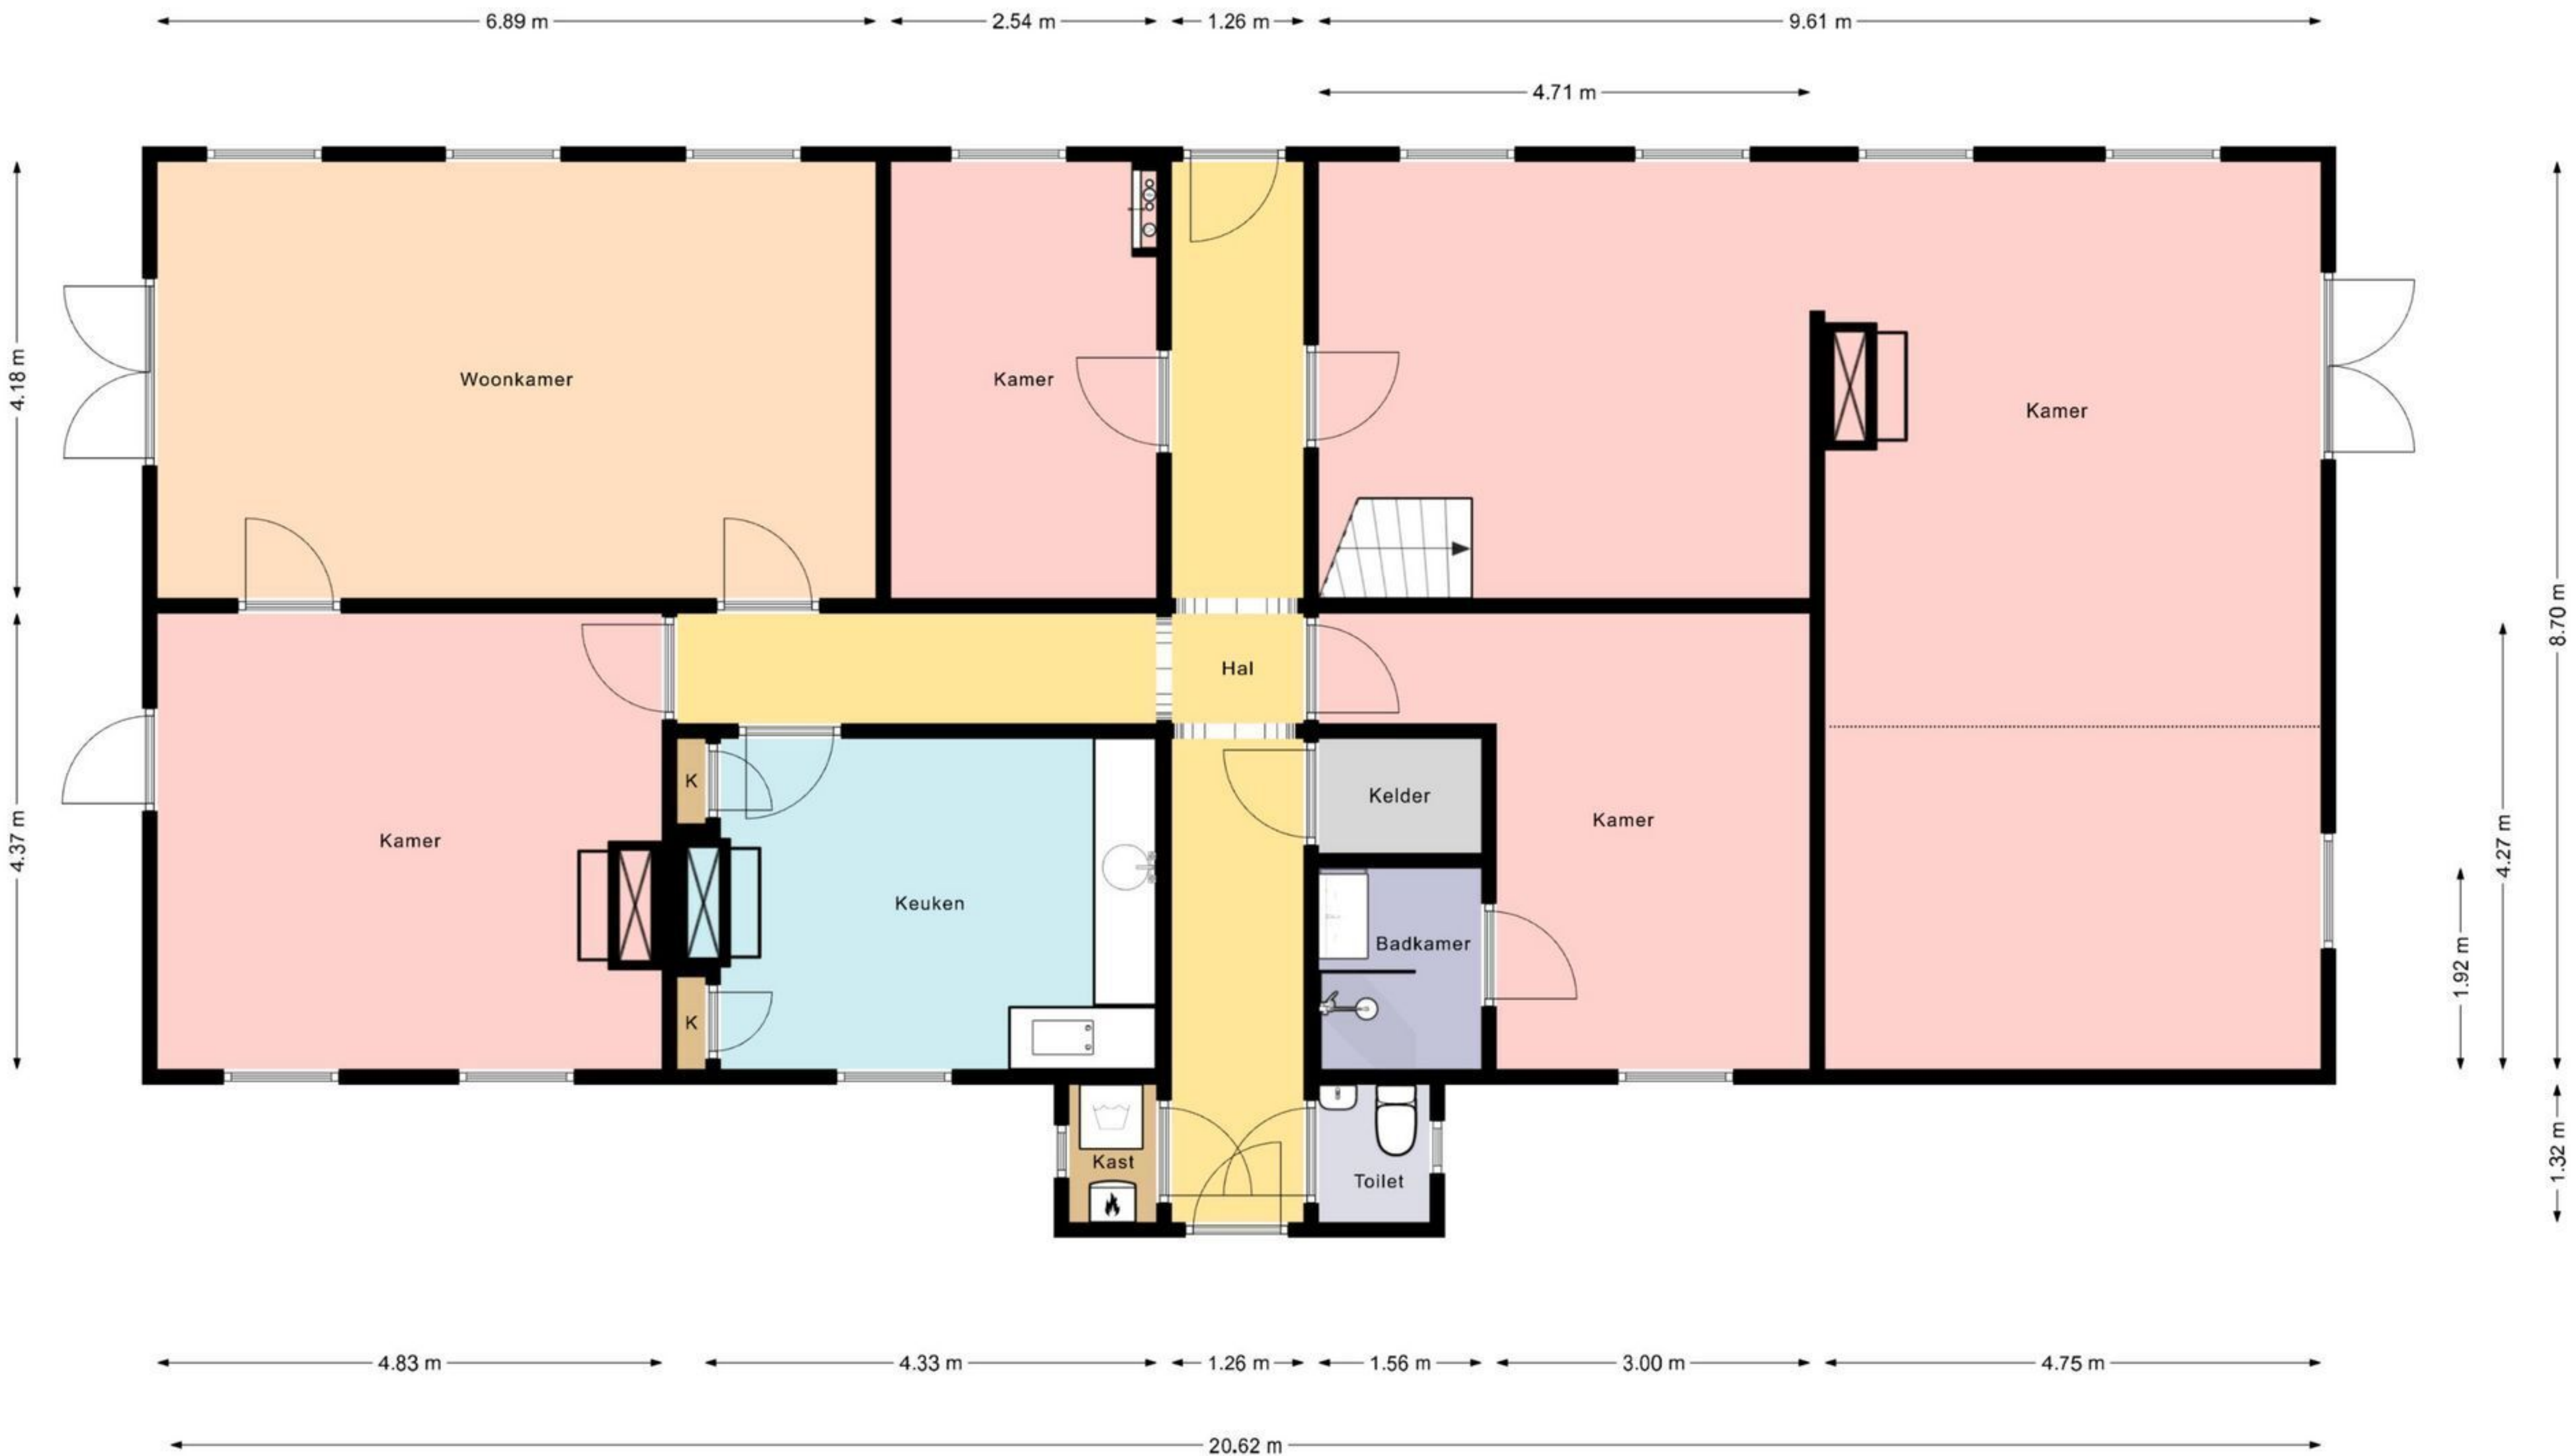 6.89 m
2.54 m
1.26 m
9.61 m
4.71 m
4.18 m
Woonkamer
Kamer
Kamer
8.70 m
Hal
K
Kelder
Kamer
Kamer
4.37 m
4.27 m
Keuken
Badkamer
1.92 m
K
Kast
Toilet
1.32 m
4.83 m
4.33 m
1.26 m
1.56 m
3.00 m
4.75 m
20.62 m